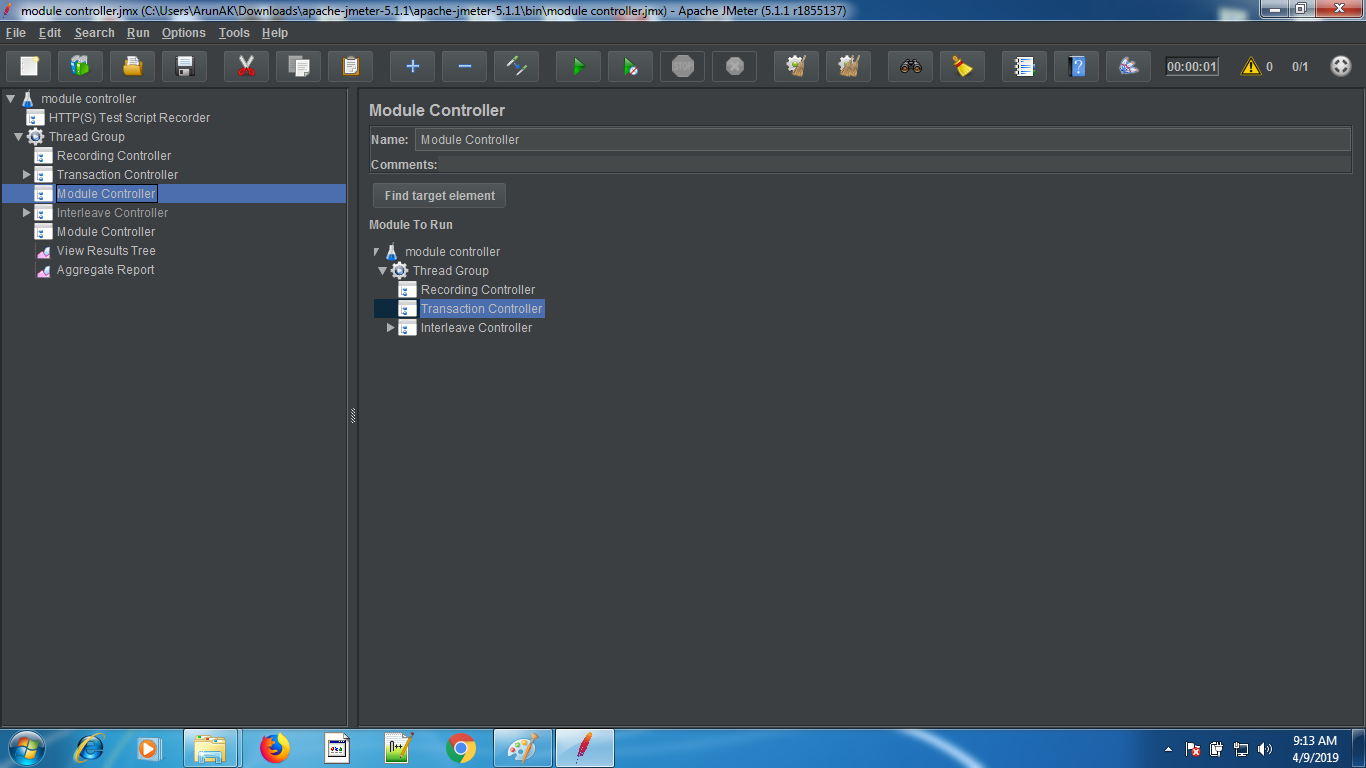 module controller.jmx (C:\Users\ArunAK\Downloads\apache-jmeter-5.1.1\apache-jmeter-5.1.1\bin\module controller.jmx) - Apache JMeter (5.1.1 r1855137)
File Edit Search Run Options Tools Help
STOP 00:00:01 0 0/1
module controller
HTTP(S) Test Script Recorder
Thread Group
Recording Controller
Transaction Controller
Module Controller
Interleave Controller
Module Controller
View Results Tree
Aggregate Report
Module Controller
Name: Module Controller
Comments:
Find target element
Module To Run
module controller
Thread Group
Recording Controller
Transaction Controller
Interleave Controller
9:13 AM
4/9/2019